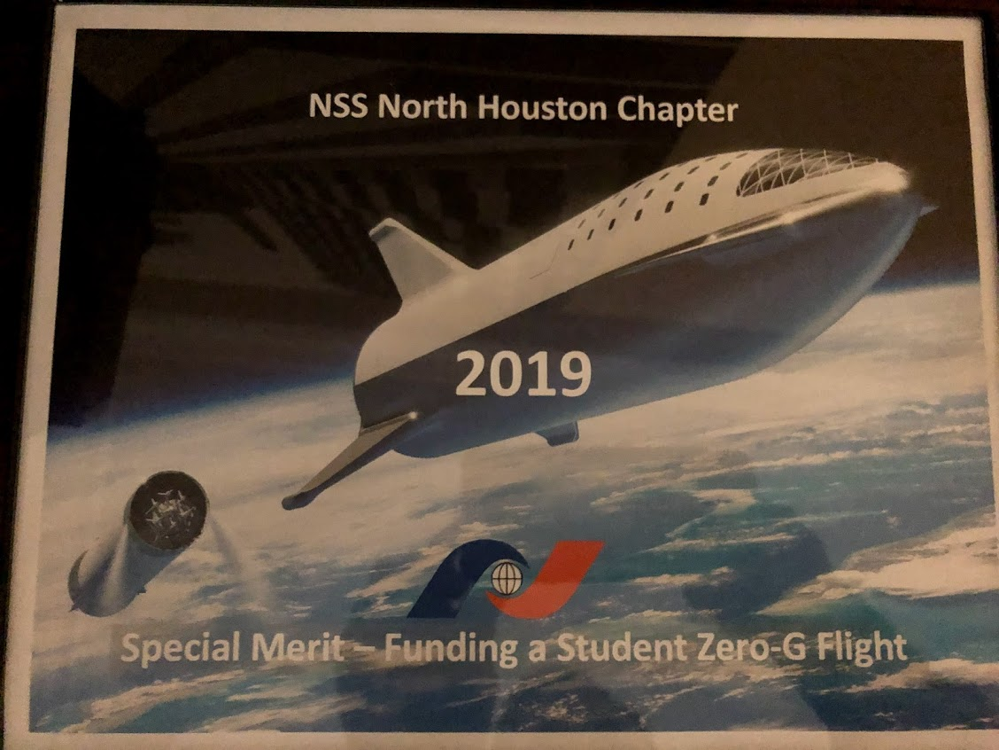 NSS North Houston Chapter
2019
Special Merit – Funding a Student Zero-G Flight